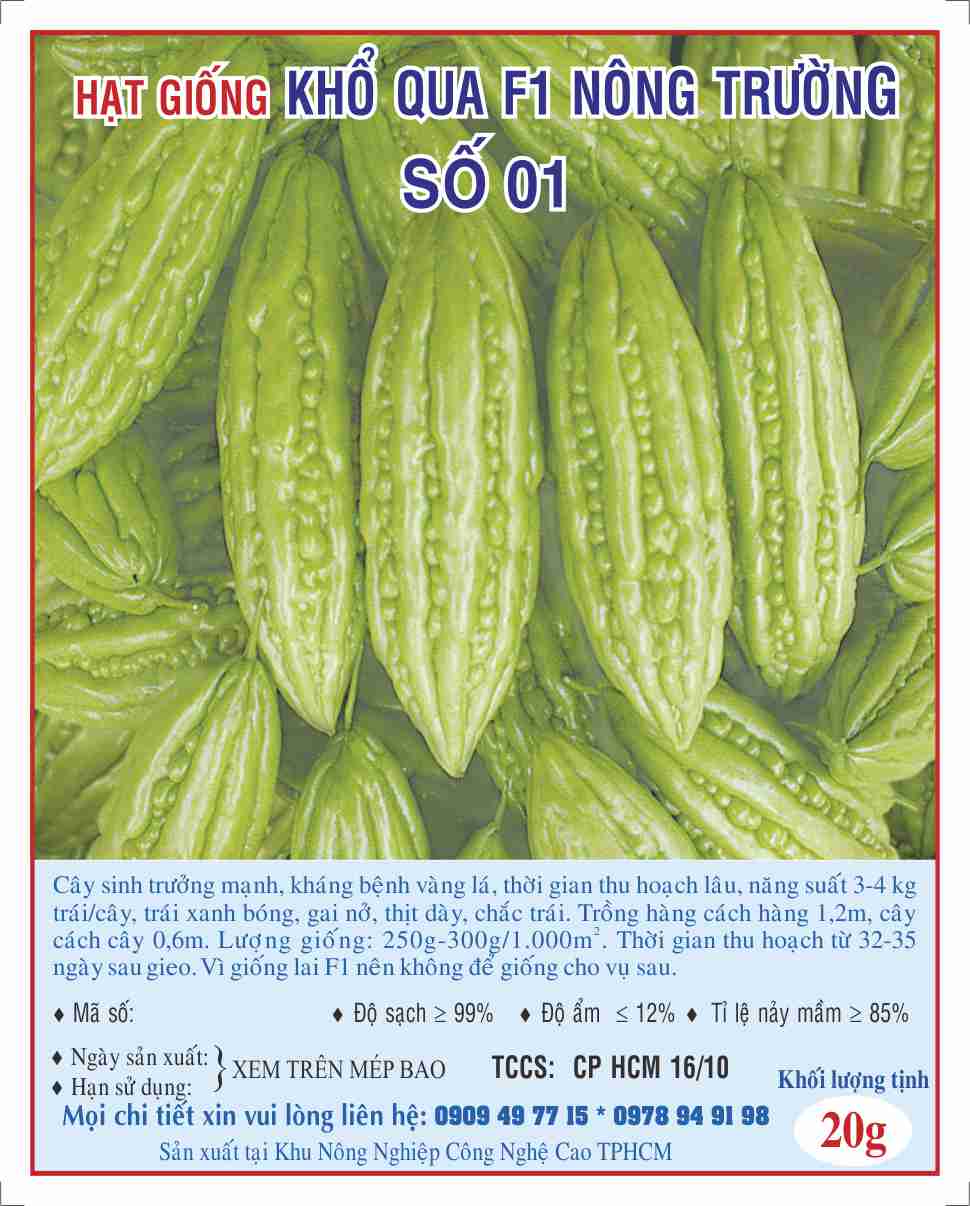 HẠT GIỐNG KHỔ QUA F1 NÔNG TRƯỜNG
SỐ 01
Cây sinh trưởng mạnh, kháng bệnh vàng lá, thời gian thu hoạch lâu, năng suất 3-4 kg
trái/cây, trái xanh bóng, gai nở, thịt dày, chắc trái. Trồng hàng cách hàng 1,2m, cây
cách cây 0,6m. Lượng giống: 250g-300g/1.000m². Thời gian thu hoạch từ 32-35
ngày sau gieo. Vì giống lai F1 nên không để giống cho vụ sau.
♦ Mã số: ♦ Độ sạch ≥ 99% ♦ Độ ẩm ≤ 12% ♦ Tỉ lệ nảy mầm ≥ 85%
♦ Ngày sản xuất:
♦ Hạn sử dụng:
} XEM TRÊN MÉP BAO TCCS: CP HCM 16/10
Khối lượng tịnh
20g
Mọi chi tiết xin vui lòng liên hệ: 0909 49 77 15 * 0978 94 91 98
Sản xuất tại Khu Nông Nghiệp Công Nghệ Cao TPHCM